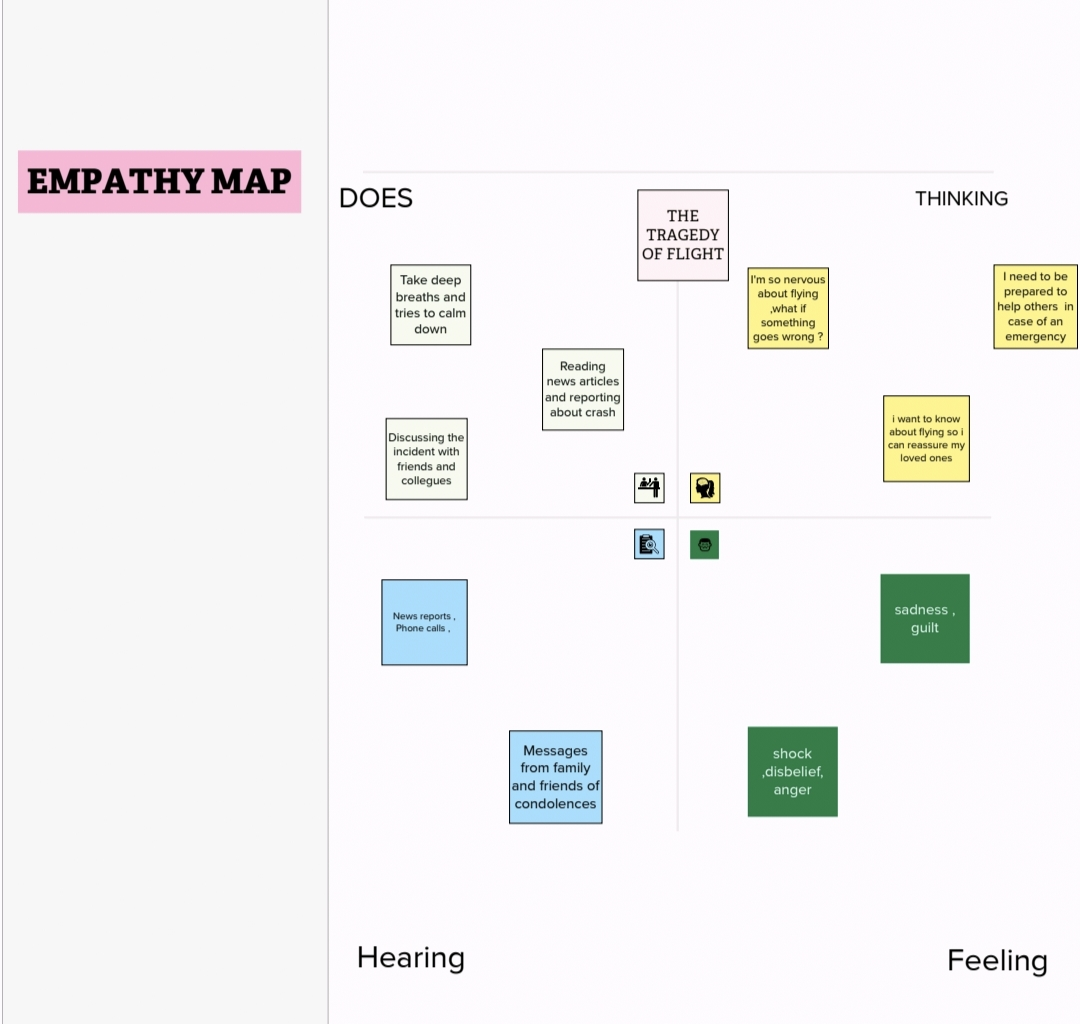 EMPATHY MAP
DOES
THINKING
THE
TRAGEDY
OF FLIGHT
Take deep
breaths and
tries to calm
down
Reading
news articles
and reporting
about crash
Discussing the
incident with
friends and
collegues
I'm so nervous
about flying
,what if
something
goes wrong ?
I need to be
prepared to
help others in
case of an
emergency
i want to know
about flying so i
can reassure my
loved ones
News reports ,
Phone calls ,
Messages
from family
and friends of
condolences
sadness ,
guilt
shock
,disbelief,
anger
Hearing
Feeling